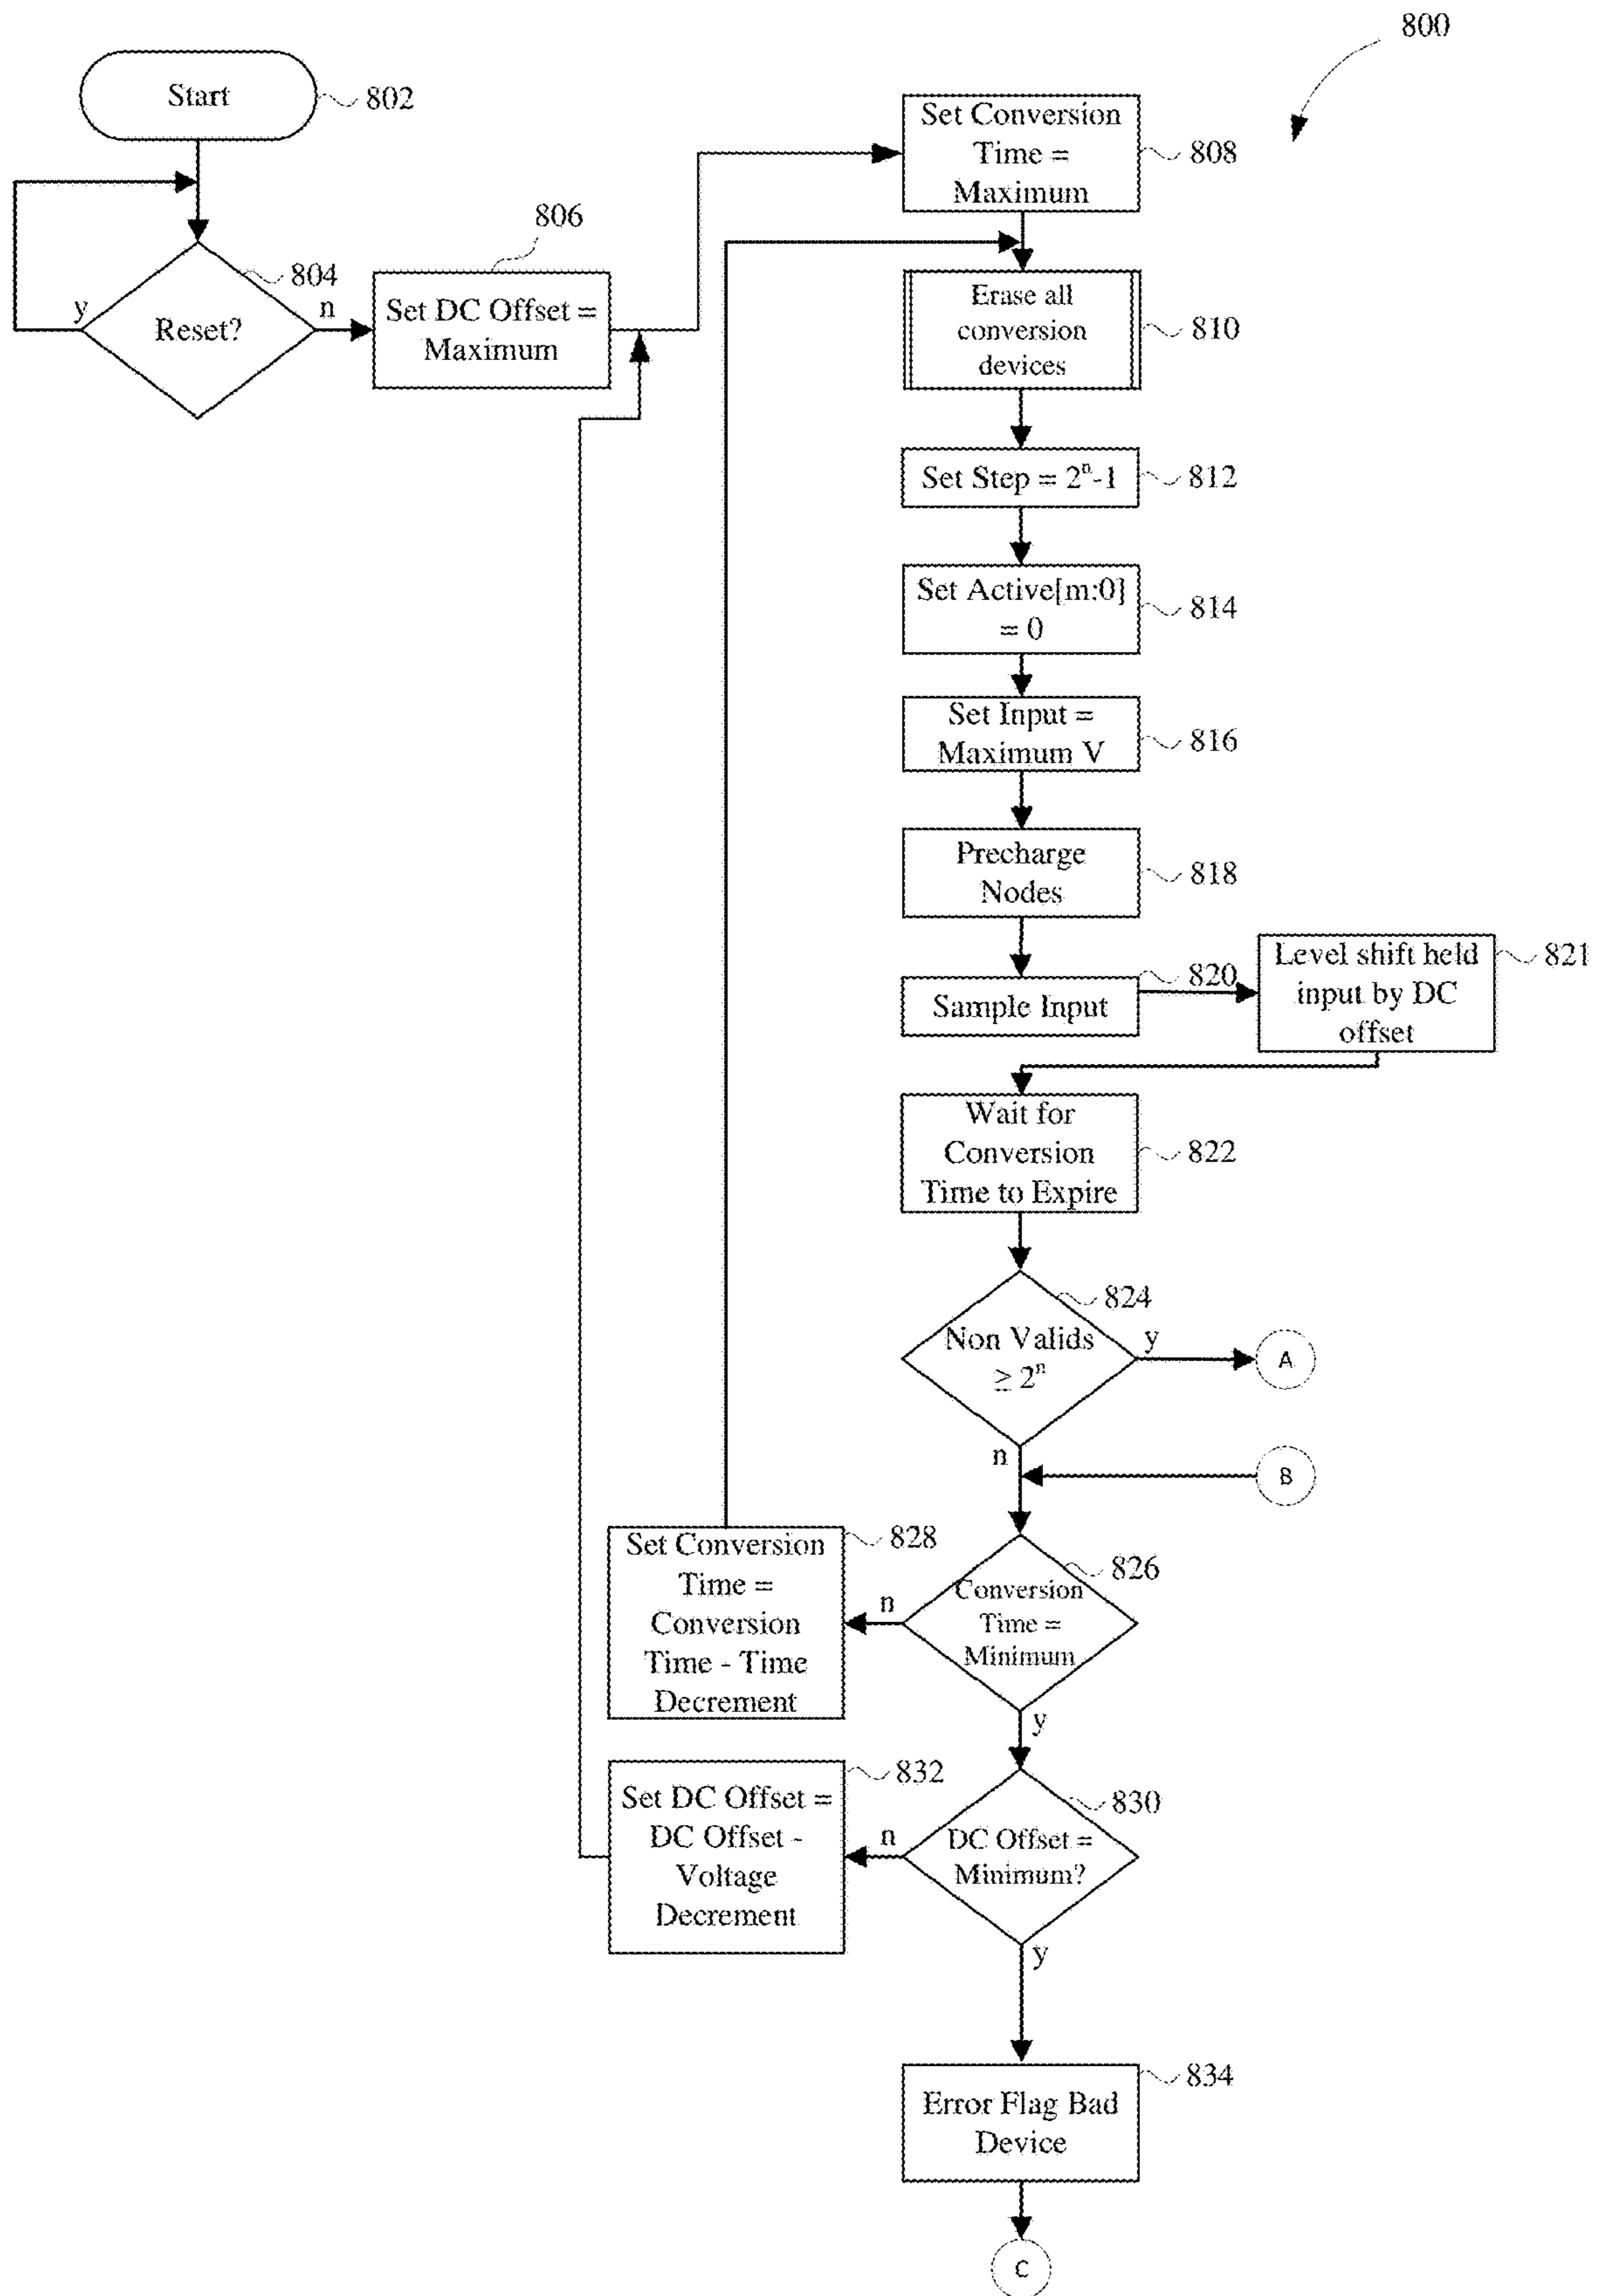 800
Start
802
804
y
n
Reset?
806
Set DC Offset =
Maximum
Set Conversion
Time =
Maximum
808
Erase all
conversion
devices
810
Set Step = 2ⁿ-1
812
Set Active[m:0]
= 0
814
Set Input =
Maximum V
816
Precharge
Nodes
818
Sample Input
820
Level shift held
input by DC
offset
821
Wait for
Conversion
Time to Expire
822
824
Non Valids
≥ 2ⁿ
y
A
n
B
826
Conversion
Time =
Minimum
n
828
Set Conversion
Time =
Conversion
Time - Time
Decrement
y
830
DC Offset =
Minimum?
n
832
Set DC Offset =
DC Offset -
Voltage
Decrement
y
834
Error Flag Bad
Device
C